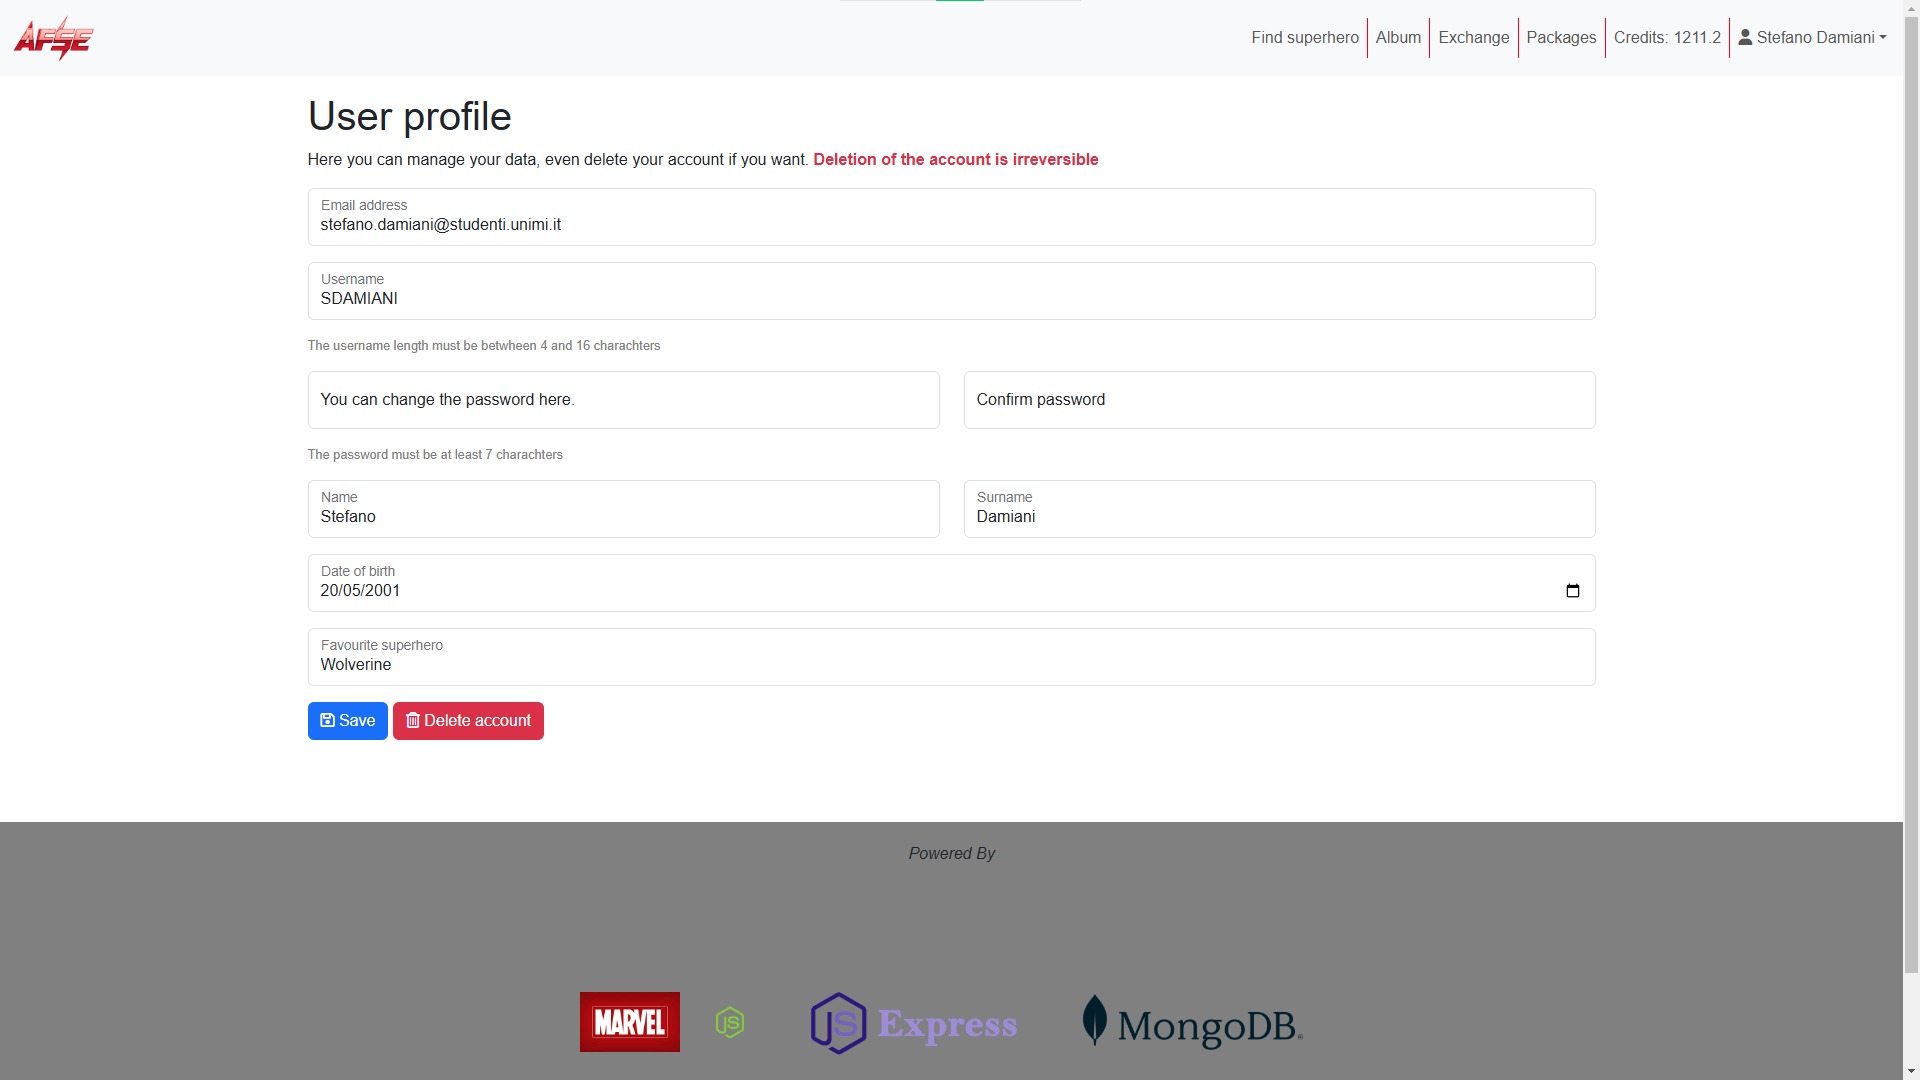 AFSE
Find superhero
Album
Exchange
Packages
Credits: 1211.2
Stefano Damiani
User profile
Here you can manage your data, even delete your account if you want. Deletion of the account is irreversible
Email address
stefano.damiani@studenti.unimi.it
Username
SDAMIANI
The username length must be betwheen 4 and 16 charachters
You can change the password here.
Confirm password
The password must be at least 7 charachters
Name
Stefano
Surname
Damiani
Date of birth
20/05/2001
Favourite superhero
Wolverine
Save
Delete account
Powered By
MARVEL
JS
JS Express
MongoDB®